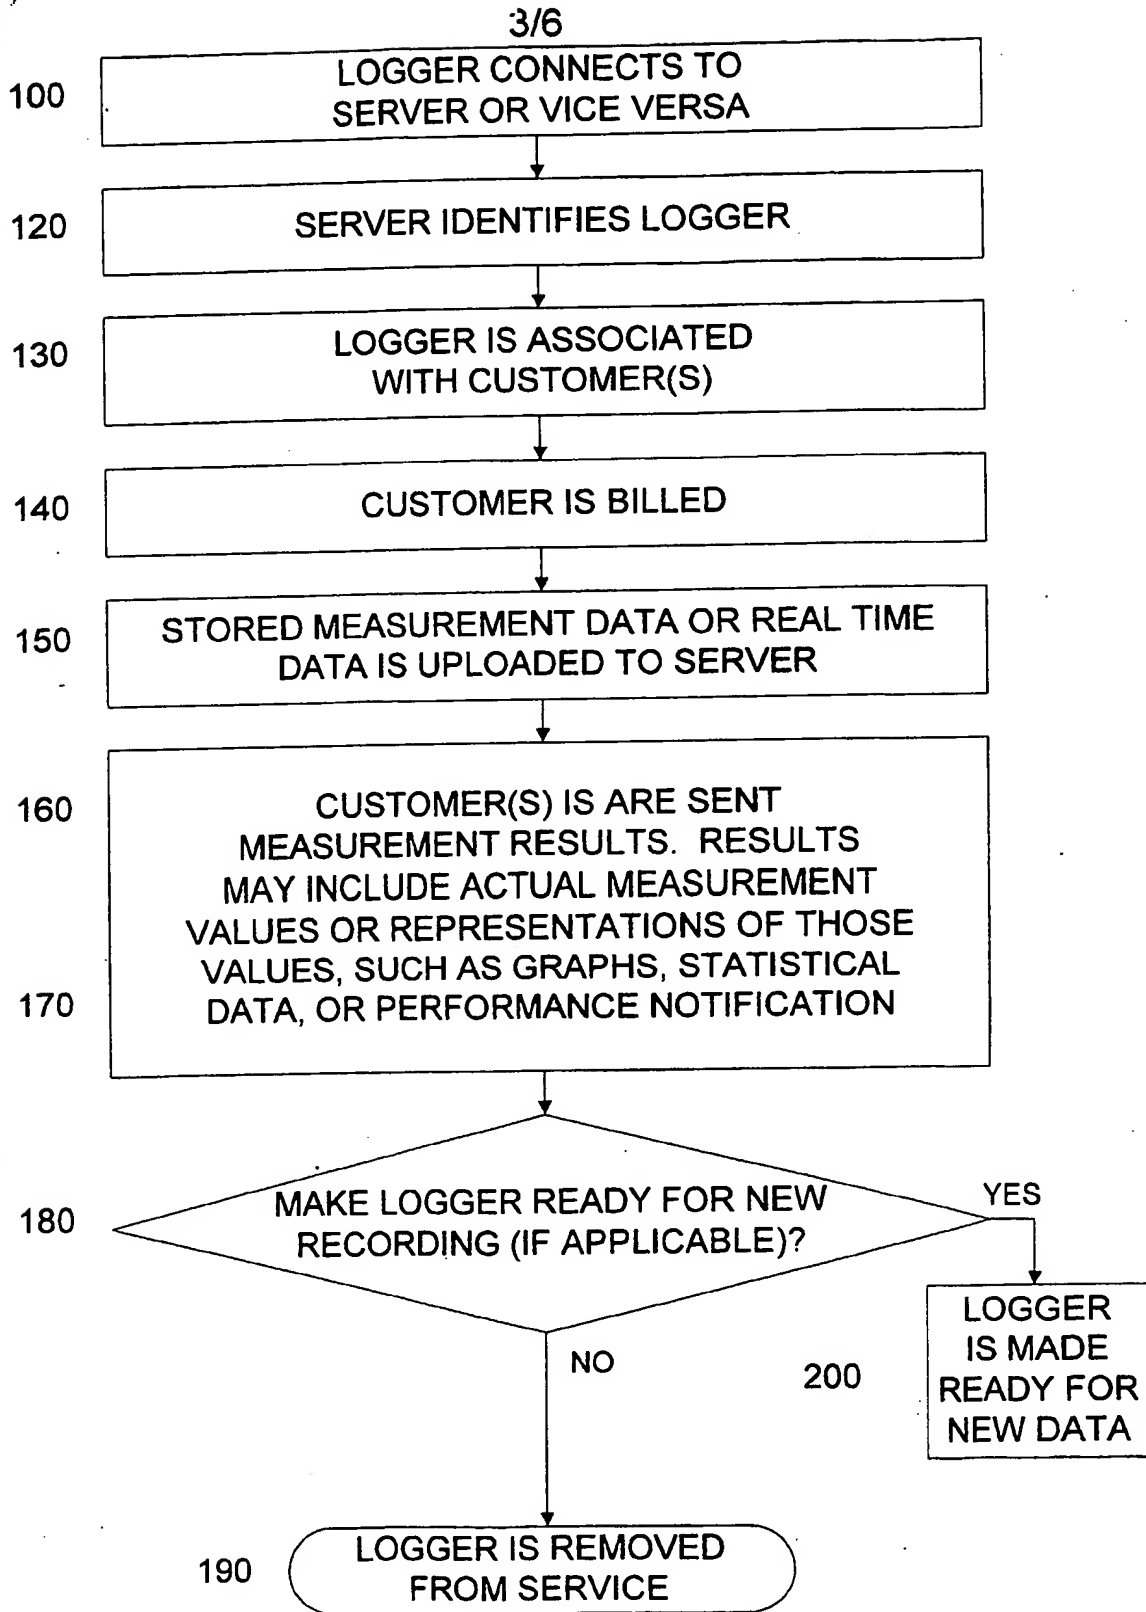 3/6
100
LOGGER CONNECTS TO
SERVER OR VICE VERSA
120
SERVER IDENTIFIES LOGGER
130
LOGGER IS ASSOCIATED
WITH CUSTOMER(S)
140
CUSTOMER IS BILLED
150
STORED MEASUREMENT DATA OR REAL TIME
DATA IS UPLOADED TO SERVER
160
CUSTOMER(S) IS ARE SENT
MEASUREMENT RESULTS. RESULTS
MAY INCLUDE ACTUAL MEASUREMENT
VALUES OR REPRESENTATIONS OF THOSE
VALUES, SUCH AS GRAPHS, STATISTICAL
170
DATA, OR PERFORMANCE NOTIFICATION
180
MAKE LOGGER READY FOR NEW
RECORDING (IF APPLICABLE)?
YES
NO
200
LOGGER
IS MADE
READY FOR
NEW DATA
190
LOGGER IS REMOVED
FROM SERVICE